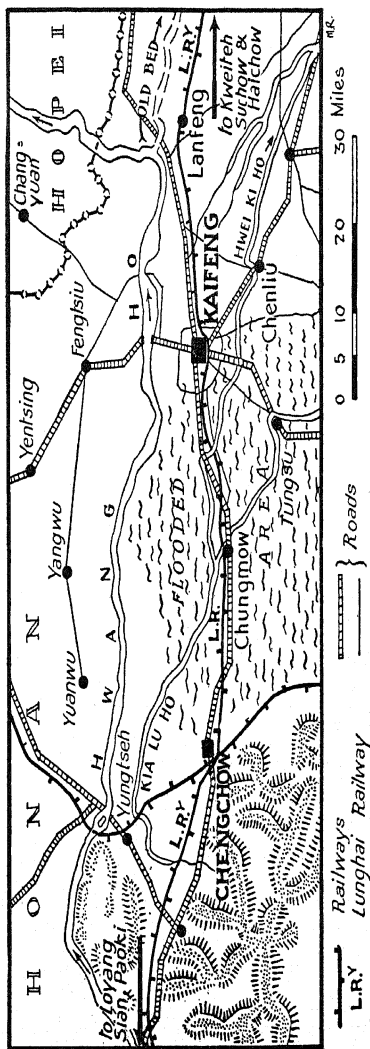 HONAN
HOPEI
Yentsing
Chang-
yuan
Yangwu
Fengtsiu
Yuanwu
HWANG HO
OLD BED
L.RY
Lanfeng
to Kweiteh
Suchow &
Haichow
Yungtseh
KIA LU HO
FLOODED
AREA
KAIFENG
HWEI KI HO
to Loyang
Sian, Paoki
L.RY
CHENGCHOW
L.R.
Chungmow
Chenliu
Tungsu
M.R.
L.R.Y Railways
Lunghai Railway
} Roads
0 5 10 20 30 Miles